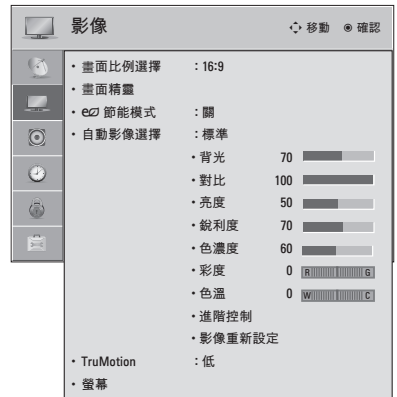 影像 移動 確認
・畫面比例選擇 ：16:9
・畫面精靈
・e 節能模式 ：關
・自動影像選擇 ：標準
・背光 70
・對比 100
・亮度 50
・銳利度 70
・色濃度 60
・彩度 0 R G
・色溫 0 W C
・進階控制
・影像重新設定
・TruMotion ：低
・螢幕